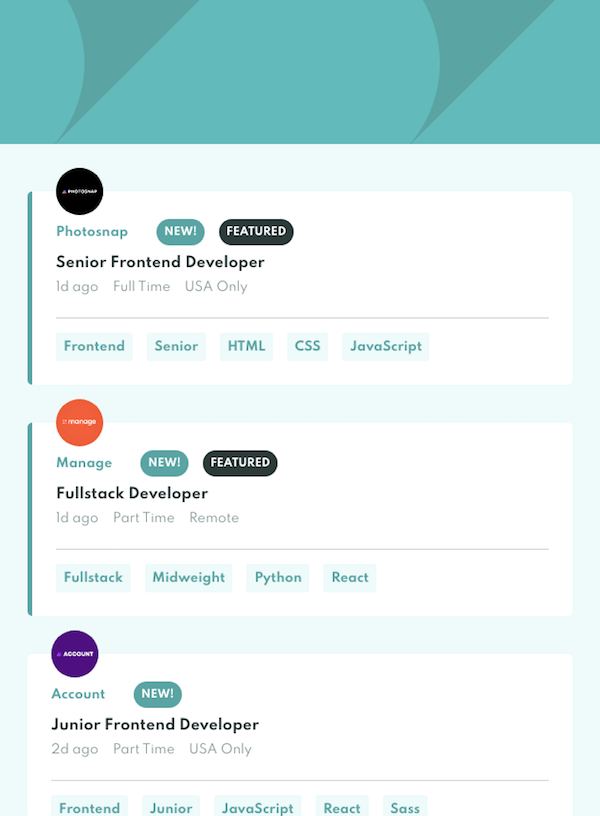 PHOTOSNAP
Photosnap NEW! FEATURED
Senior Frontend Developer
1d ago Full Time USA Only
Frontend Senior HTML CSS JavaScript
manage
Manage NEW! FEATURED
Fullstack Developer
1d ago Part Time Remote
Fullstack Midweight Python React
ACCOUNT
Account NEW!
Junior Frontend Developer
2d ago Part Time USA Only
Frontend Junior JavaScript React Sass